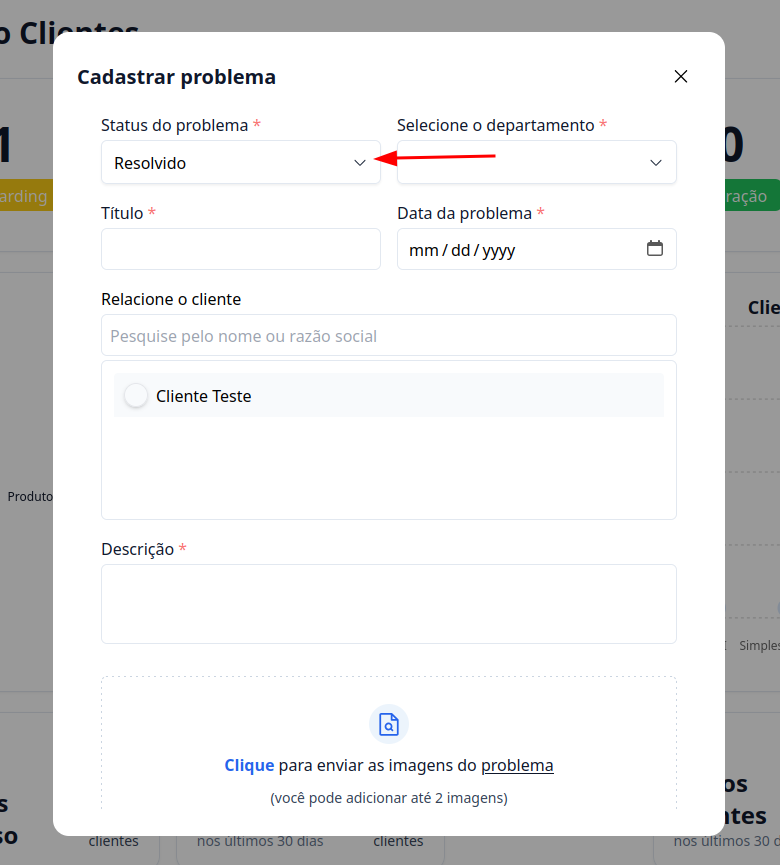 o Clientes
Cadastrar problema
Status do problema *
Selecione o departamento *
1
Resolvido
0
arding
ração
Título *
Data da problema *
mm/dd/yyyy
Relacione o cliente
Clie
Pesquise pelo nome ou razão social
Cliente Teste
Produto
Descrição *
Simples
Clique para enviar as imagens do problema
(você pode adicionar até 2 imagens)
s
so
os
ntes
clientes
nos últimos 30 dias
clientes
nos últimos 30 d